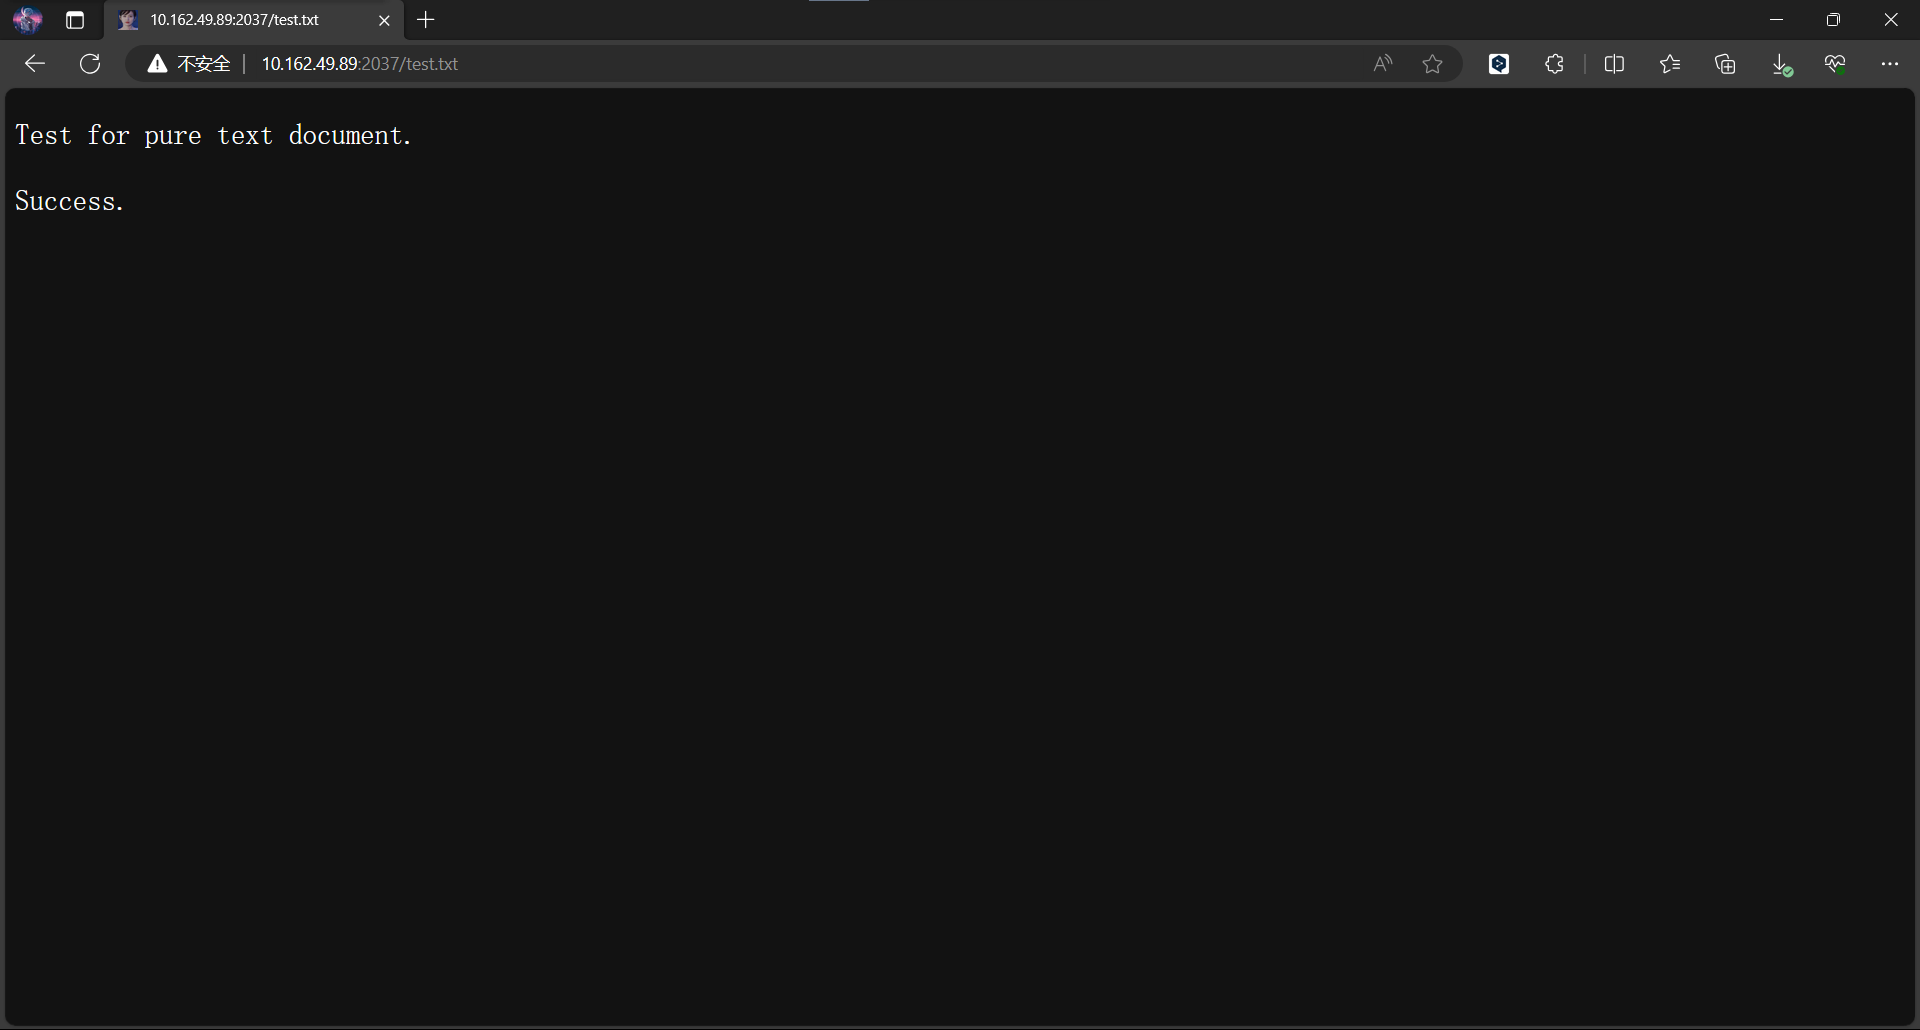 10.162.49.89:2037/test.txt
不安全 | 10.162.49.89:2037/test.txt
Test for pure text document.
Success.